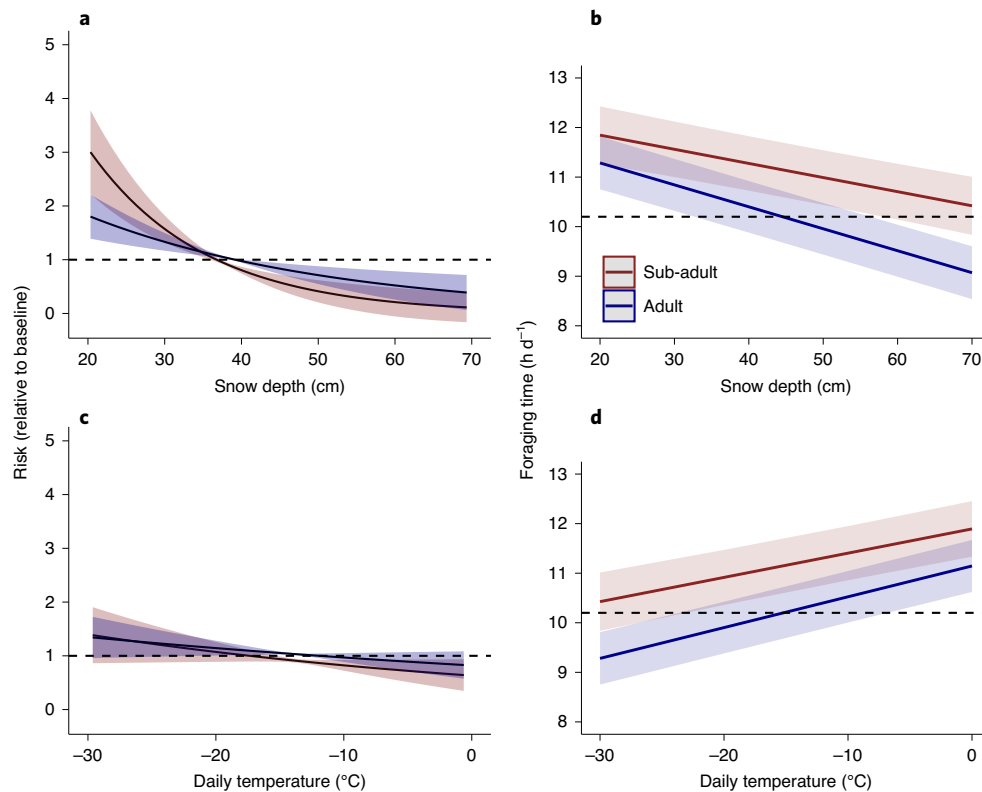 a
5
4
3
2
1
0
20 30 40 50 60 70
Snow depth (cm)
b
13
12
11
10
9
8
20 30 40 50 60 70
Snow depth (cm)
Sub-adult
Adult
Risk (relative to baseline)
Foraging time (h d⁻¹)
c
5
4
3
2
1
0
–30 –20 –10 0
Daily temperature (°C)
d
13
12
11
10
9
8
–30 –20 –10 0
Daily temperature (°C)